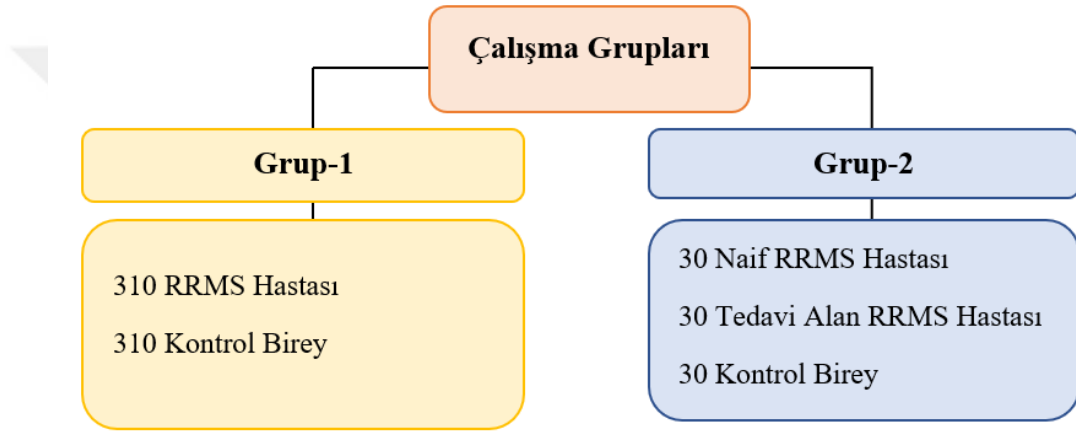 Çalışma Grupları
Grup-1
310 RRMS Hastası
310 Kontrol Birey
Grup-2
30 Naif RRMS Hastası
30 Tedavi Alan RRMS Hastası
30 Kontrol Birey